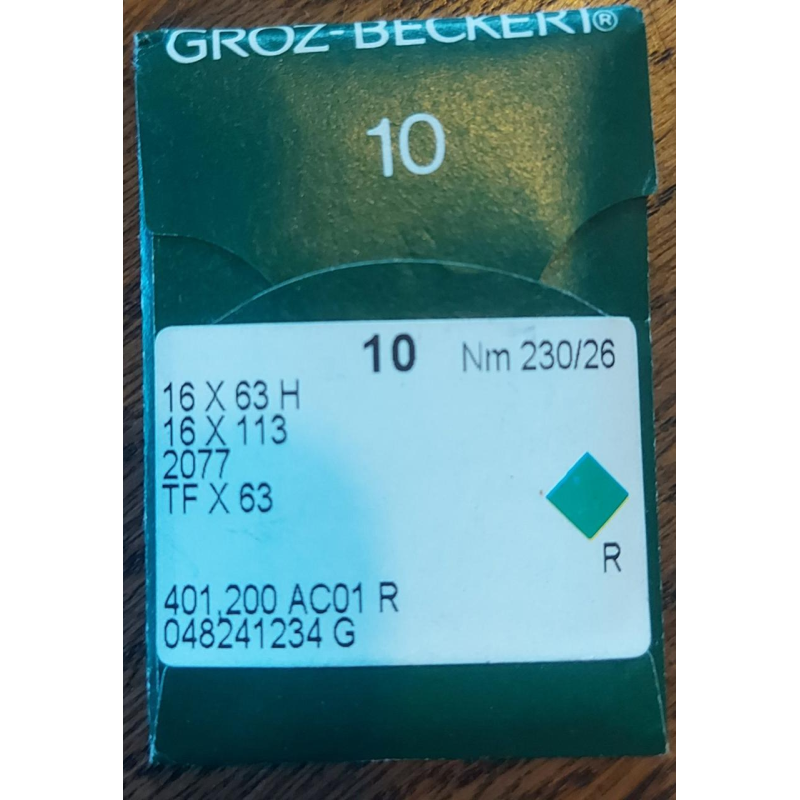 GROZ-BECKERT®
10
10 Nm 230/26
16 X 63 H
16 X 113
2077
TF X 63
R
401,200 AC01 R
048241234 G